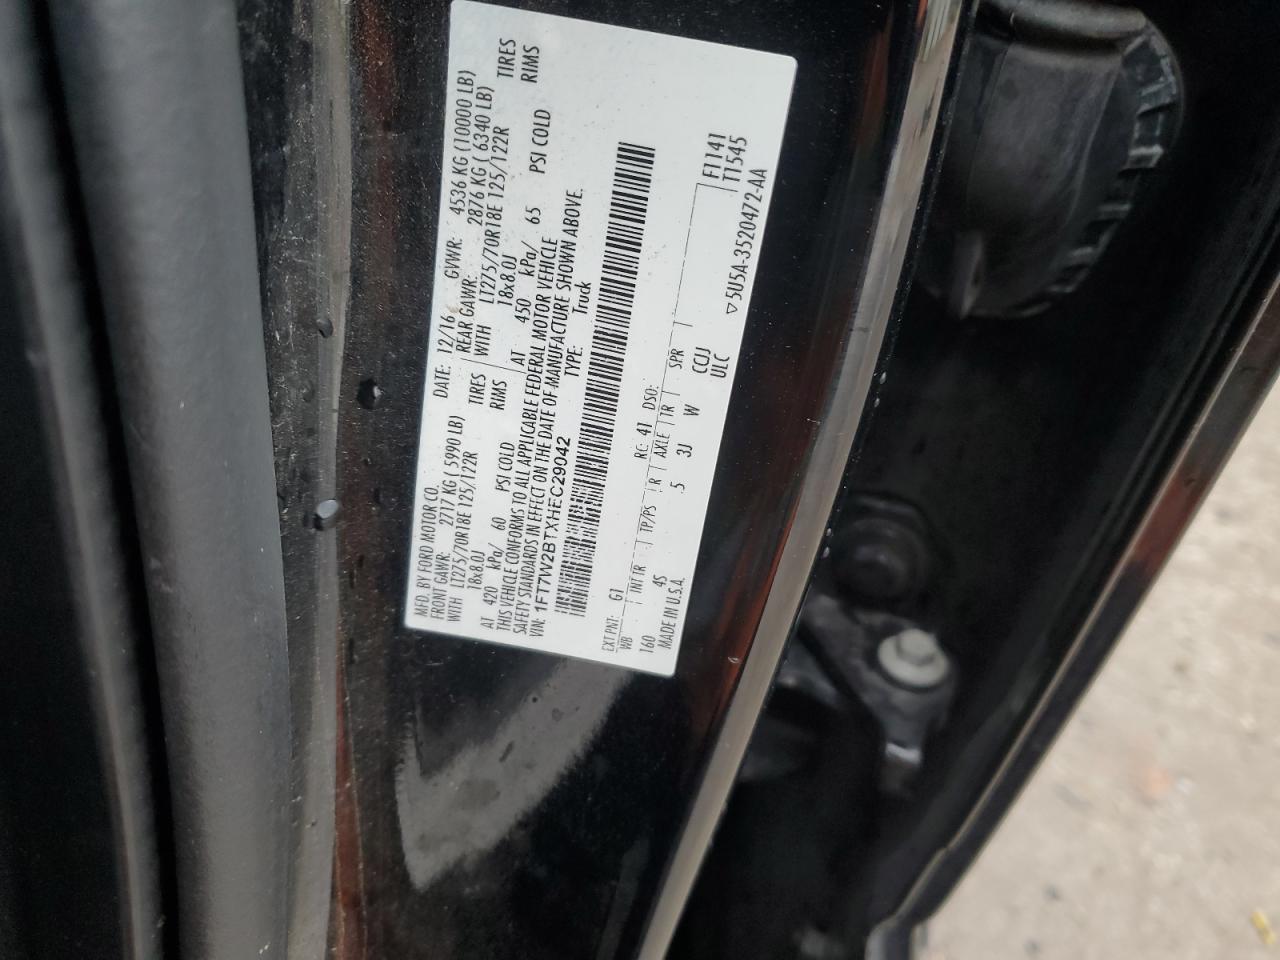 MFD. BY FORD MOTOR CO.
DATE: 12/16 GVWR: 4536 KG (10000 LB)
FRONT GAWR: 2717 KG ( 5990 LB) REAR GAWR: 2876 KG ( 6340 LB)
WITH LT275/70R18E 125/122R TIRES WITH LT275/70R18E 125/122R TIRES
18x8.0J RIMS 18x8.0J RIMS
AT 420 kPa/ 60 PSI COLD AT 450 kPa/ 65 PSI COLD
THIS VEHICLE CONFORMS TO ALL APPLICABLE FEDERAL MOTOR VEHICLE
SAFETY STANDARDS IN EFFECT ON THE DATE OF MANUFACTURE SHOWN ABOVE.
VIN: 1FT7W2BTXHEC29042 TYPE: Truck
EXT PNT: G1 RC: 41 DSO: F1141
WB INT TR TP/PS R AXLE TR SPR T1545
160 4S 5 3J W CCJJ
MADE IN U.S.A. ULC ▽5U5A-3520472-AA